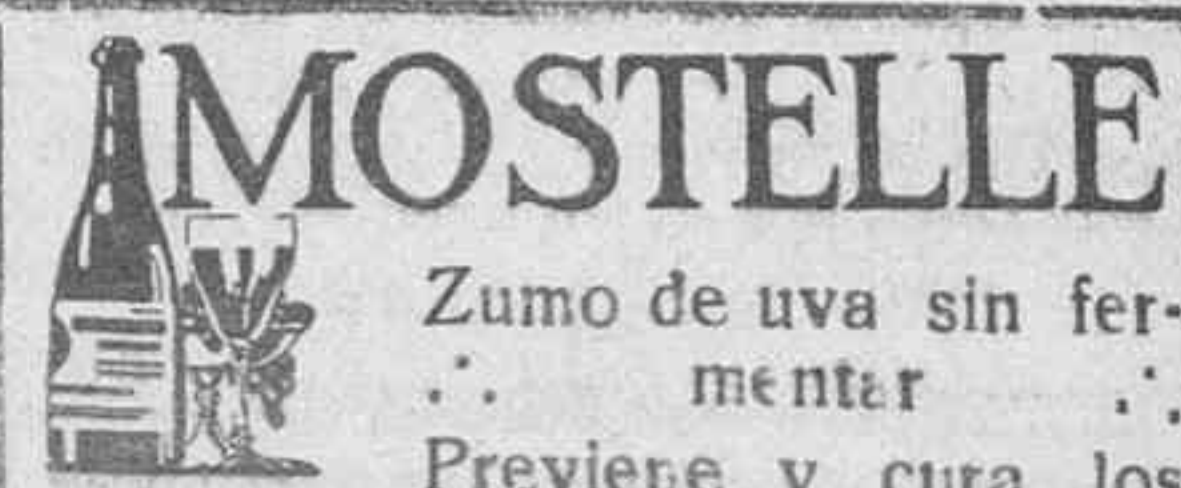 MOSTELLE
Zumo de uva sin fer-
∴ mentar ∴
Previene y cura los